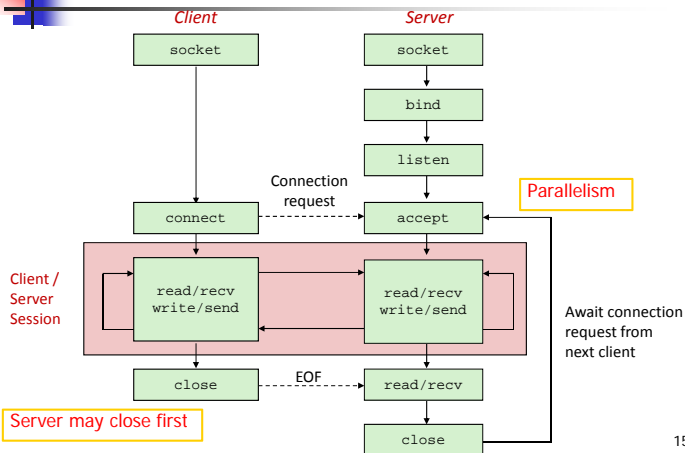 Client
Server
socket
socket
bind
listen
Connection
request
Parallelism
connect
accept
Client /
Server
Session
read/recv
write/send
read/recv
write/send
Await connection
request from
next client
close
EOF
read/recv
Server may close first
close
15